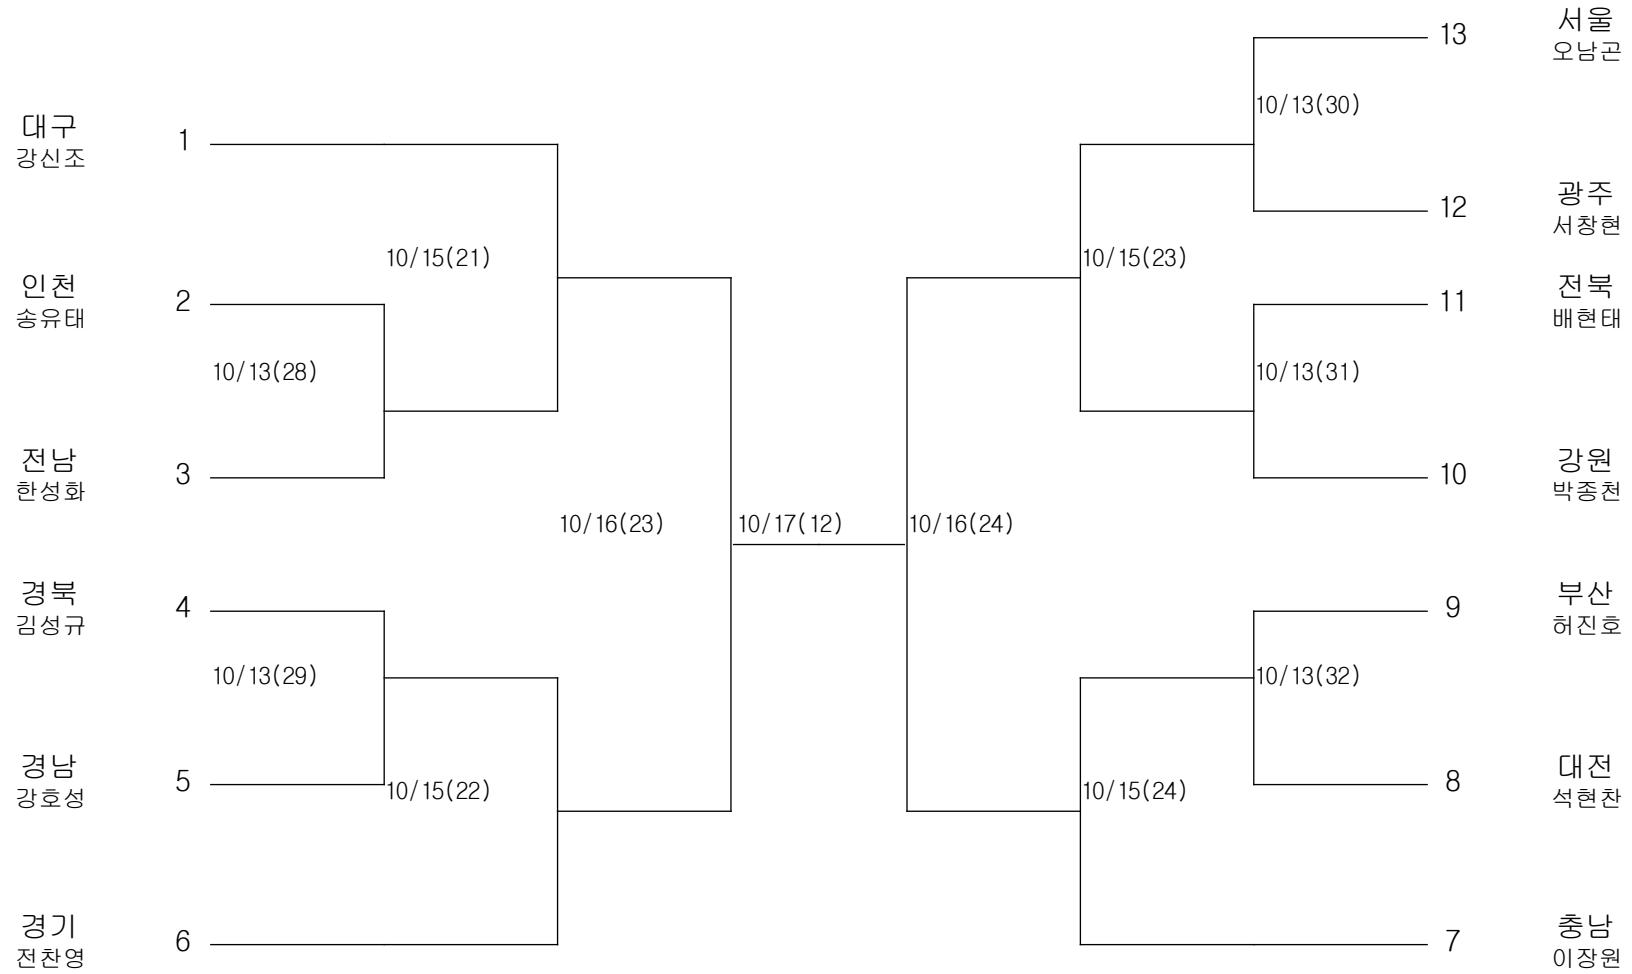 서울
13
오남곤
10/13(30)
대구
1
강신조
광주
12
서창현
10/15(21)
10/15(23)
인천
2
송유태
전북
11
배현태
10/13(28)
10/13(31)
전남
3
한성화
강원
10
박종천
10/16(23)
10/17(12)
10/16(24)
경북
4
김성규
부산
9
허진호
10/13(29)
10/13(32)
경남
5
강호성
10/15(22)
10/15(24)
대전
8
석현찬
경기
6
전찬영
충남
7
이장원